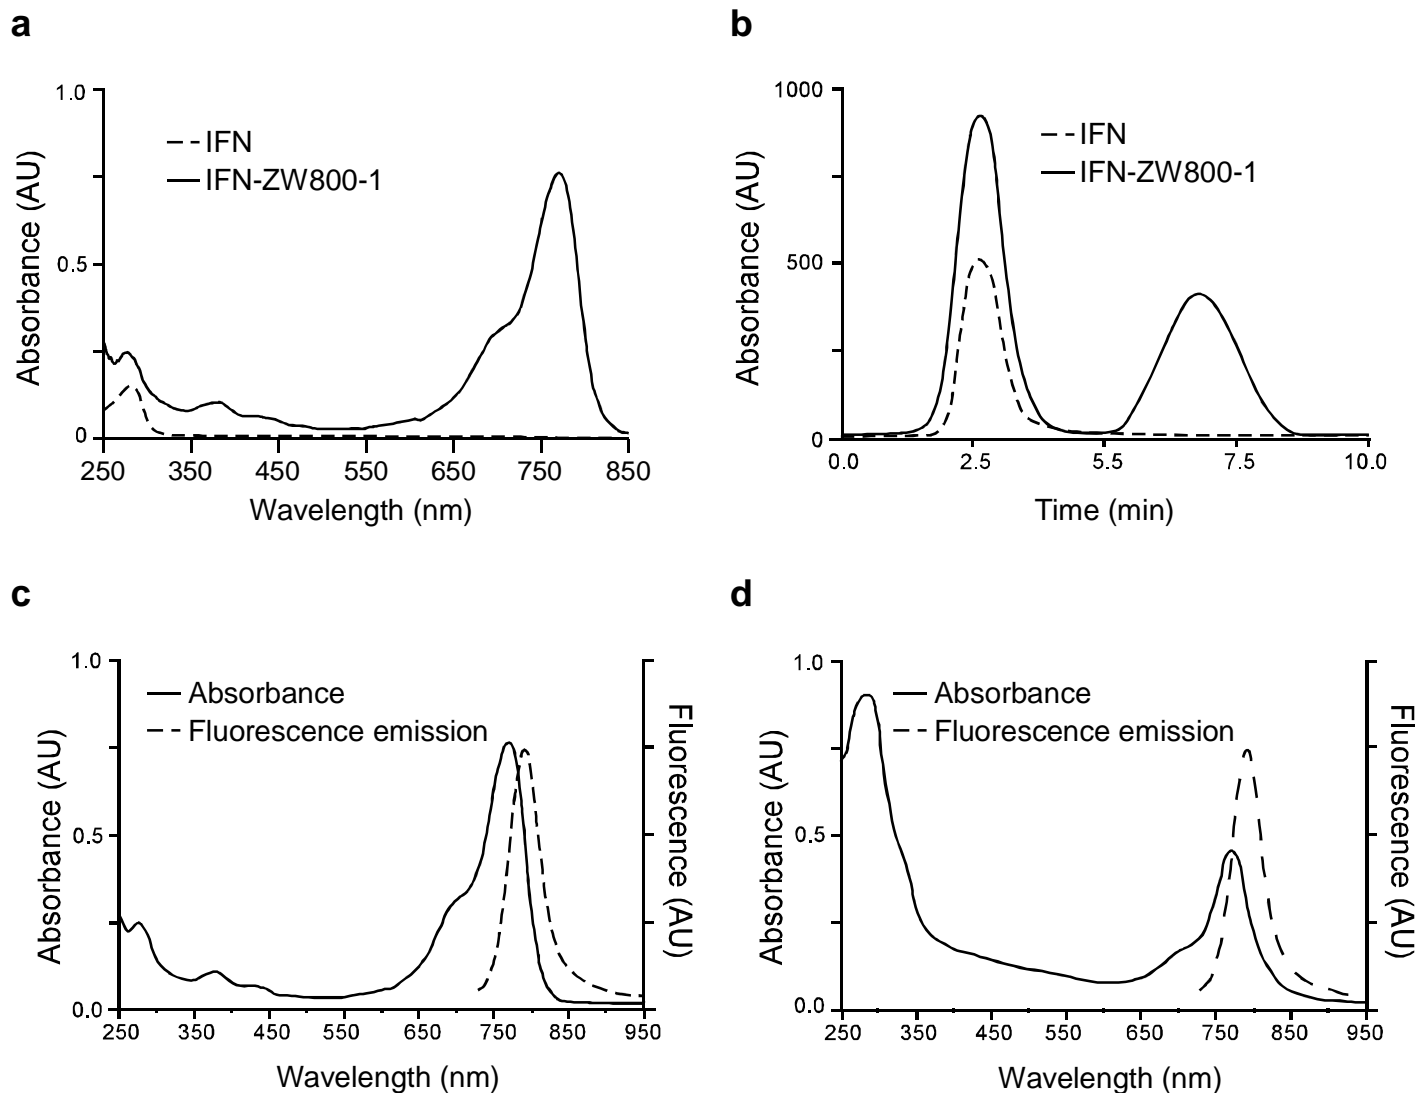 a
1.0
0.5
0
Absorbance (AU)
IFN
IFN-ZW800-1
250 350 450 550 650 750 850
Wavelength (nm)
b
1000
500
0
Absorbance (AU)
IFN
IFN-ZW800-1
0.0 2.5 5.5 7.5 10.0
Time (min)
c
1.0
0.5
0.0
Absorbance (AU)
Absorbance
Fluorescence emission
Fluorescence (AU)
250 350 450 550 650 750 850 950
Wavelength (nm)
d
1.0
0.5
0.0
Absorbance (AU)
Absorbance
Fluorescence emission
Fluorescence (AU)
250 350 450 550 650 750 850 950
Wavelength (nm)